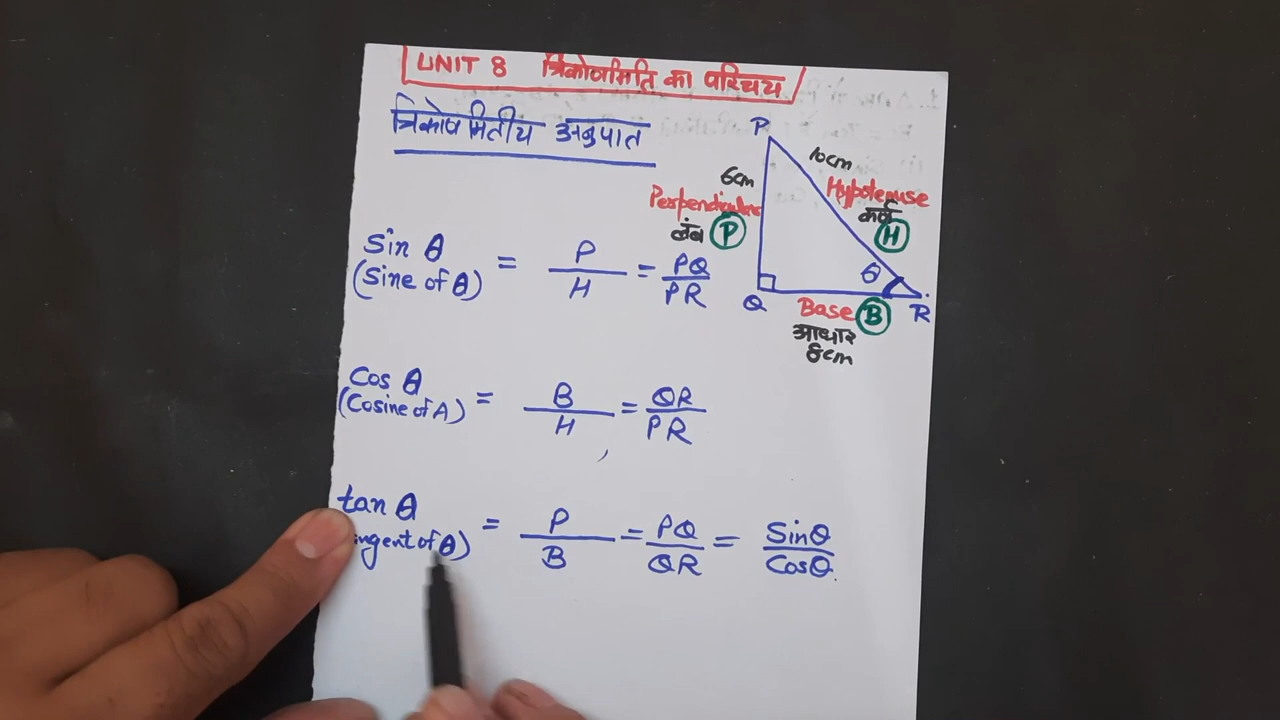 UNIT 8 त्रिकोणमिति का परिचय
त्रिकोणमितीय अनुपात
P
10cm
6cm
Hypotenuse
कर्ण
H
Perpendicular
लंब P
θ
Q
R
Base B
आधार
8cm
Sin θ
(Sine of θ)
= P/H = PQ/PR
Cos θ
(Cosine of A)
= B/H = QR/PR
tan θ
ngent of θ)
= P/B = PQ/QR = Sinθ/Cosθ